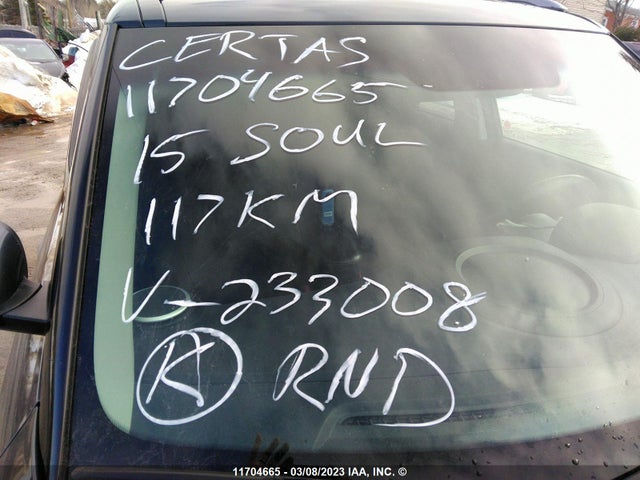 CERTAS
11704665
15 SOUL
117KM
V-233008
K RND
11704665 - 03/08/2023 IAA, INC. ©